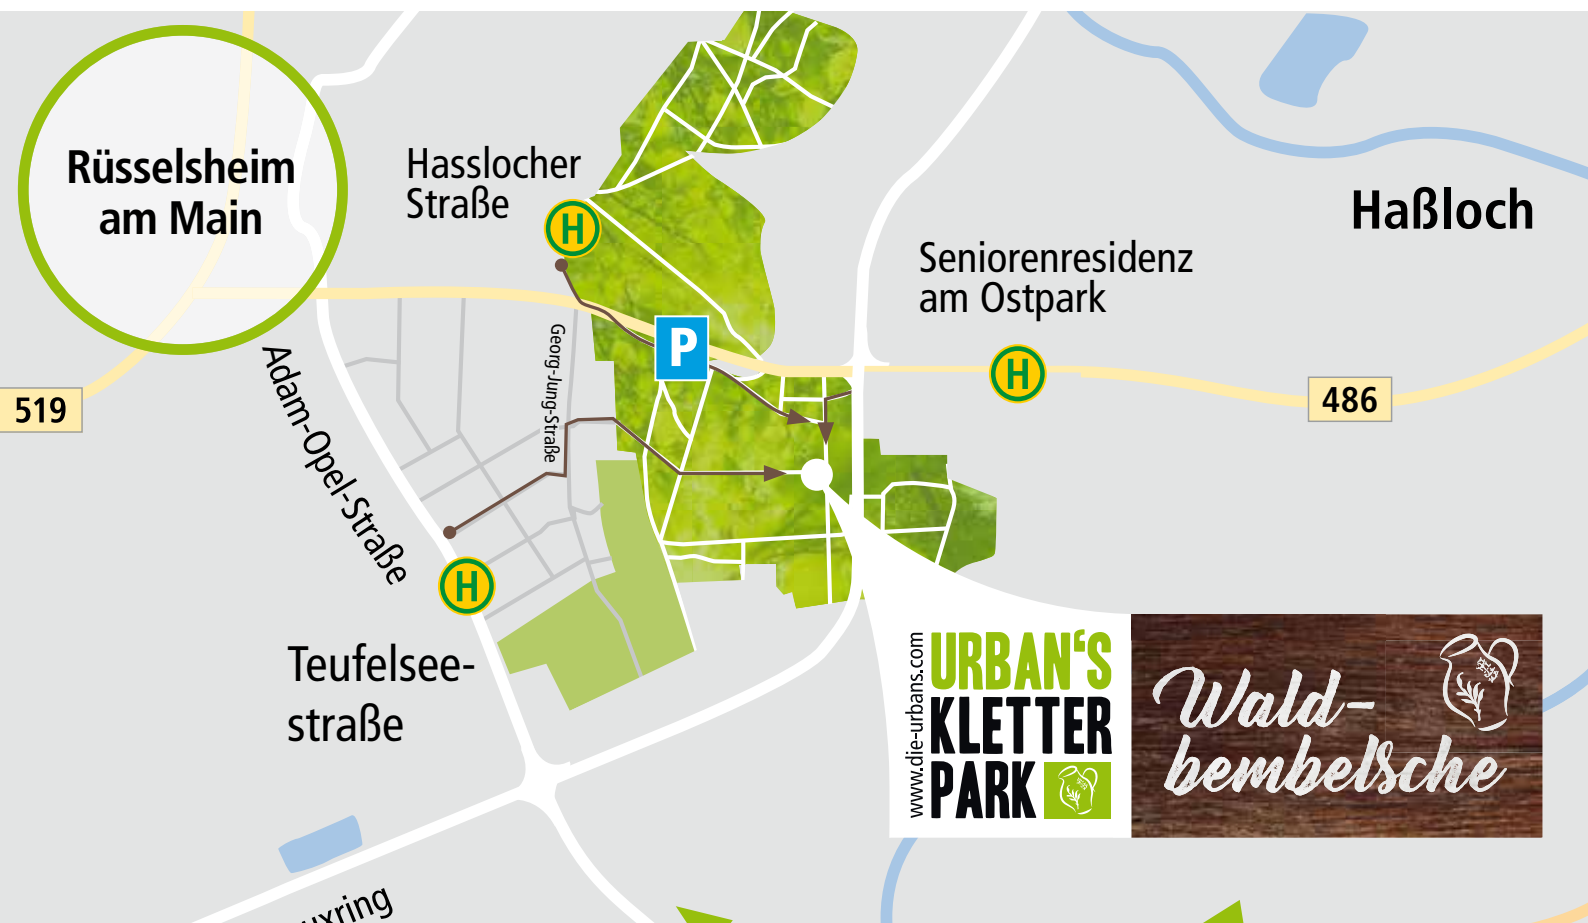 Rüsselsheim
am Main
Hasslocher
Straße
H
Haßloch
Seniorenresidenz
am Ostpark
H
P
Georg-Jung-Straße
519
486
Adam-Opel-Straße
H
Teufelsee-
straße
www.die-urbans.com
URBAN‘S
KLETTER
PARK
Wald-
bembelsche